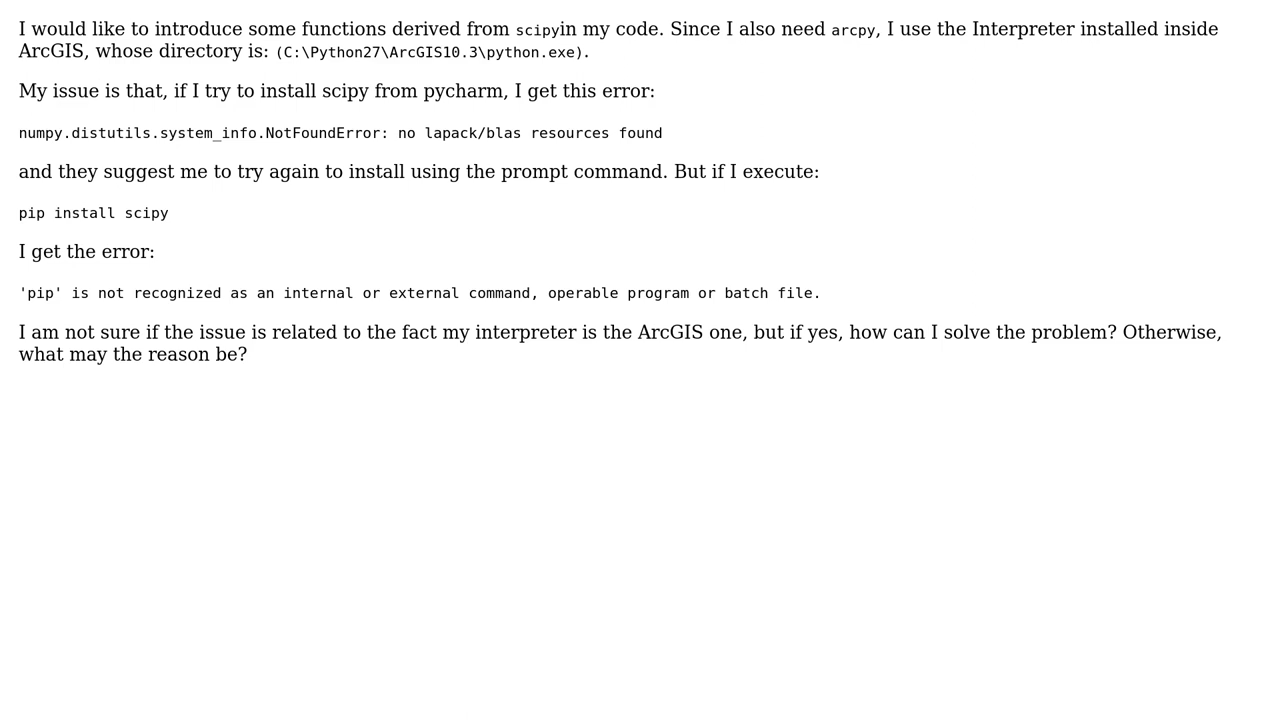 I would like to introduce some functions derived from scipyin my code. Since I also need arcpy, I use the Interpreter installed inside
ArcGIS, whose directory is: (C:\Python27\ArcGIS10.3\python.exe).
My issue is that, if I try to install scipy from pycharm, I get this error:
numpy.distutils.system_info.NotFoundError: no lapack/blas resources found
and they suggest me to try again to install using the prompt command. But if I execute:
pip install scipy
I get the error:
'pip' is not recognized as an internal or external command, operable program or batch file.
I am not sure if the issue is related to the fact my interpreter is the ArcGIS one, but if yes, how can I solve the problem? Otherwise,
what may the reason be?